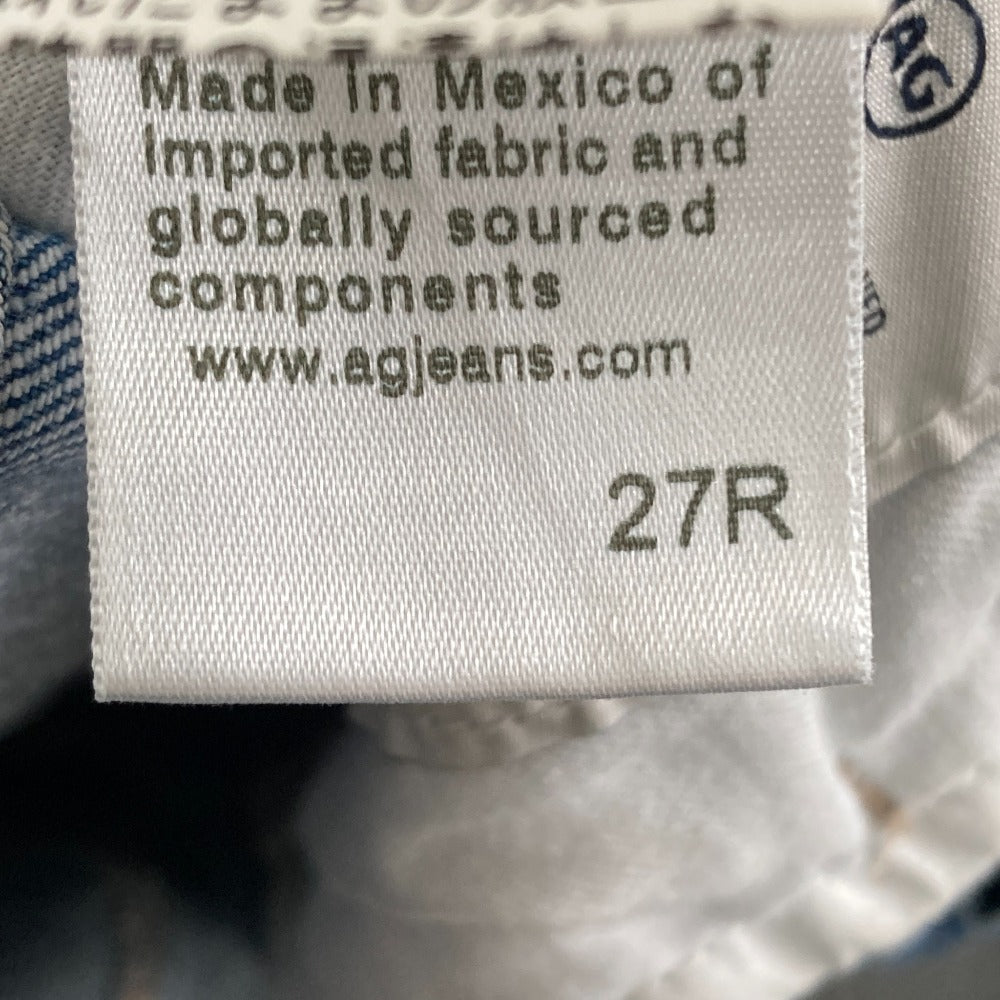 Made in Mexico of
imported fabric and
globally sourced
components
www.agjeans.com
27R
AG